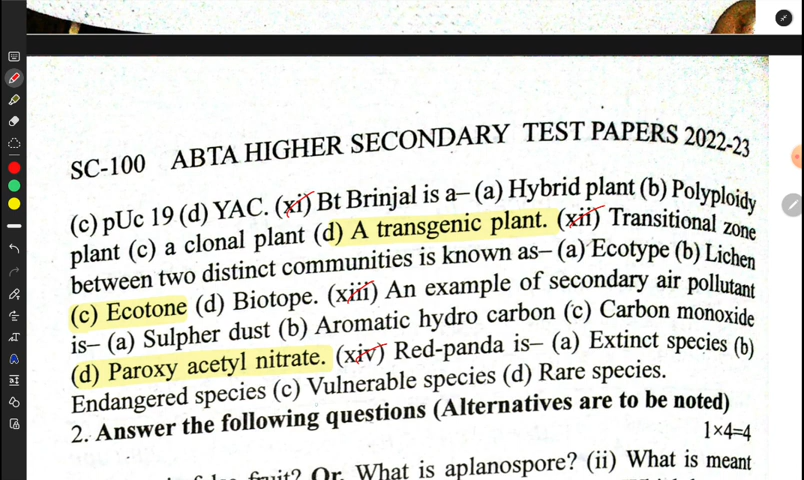 SC-100 ABTA HIGHER SECONDARY TEST PAPERS 2022-23
(c) pUc 19 (d) YAC. (xi) Bt Brinjal is a– (a) Hybrid plant (b) Polyploidy
plant (c) a clonal plant (d) A transgenic plant. (xii) Transitional zone
between two distinct communities is known as– (a) Ecotype (b) Lichen
(c) Ecotone (d) Biotope. (xiii) An example of secondary air pollutant
is– (a) Sulpher dust (b) Aromatic hydro carbon (c) Carbon monoxide
(d) Paroxy acetyl nitrate. (xiv) Red-panda is– (a) Extinct species (b)
Endangered species (c) Vulnerable species (d) Rare species.
2. Answer the following questions (Alternatives are to be noted)
1×4=4
fruit? Or, What is aplanospore? (ii) What is meant